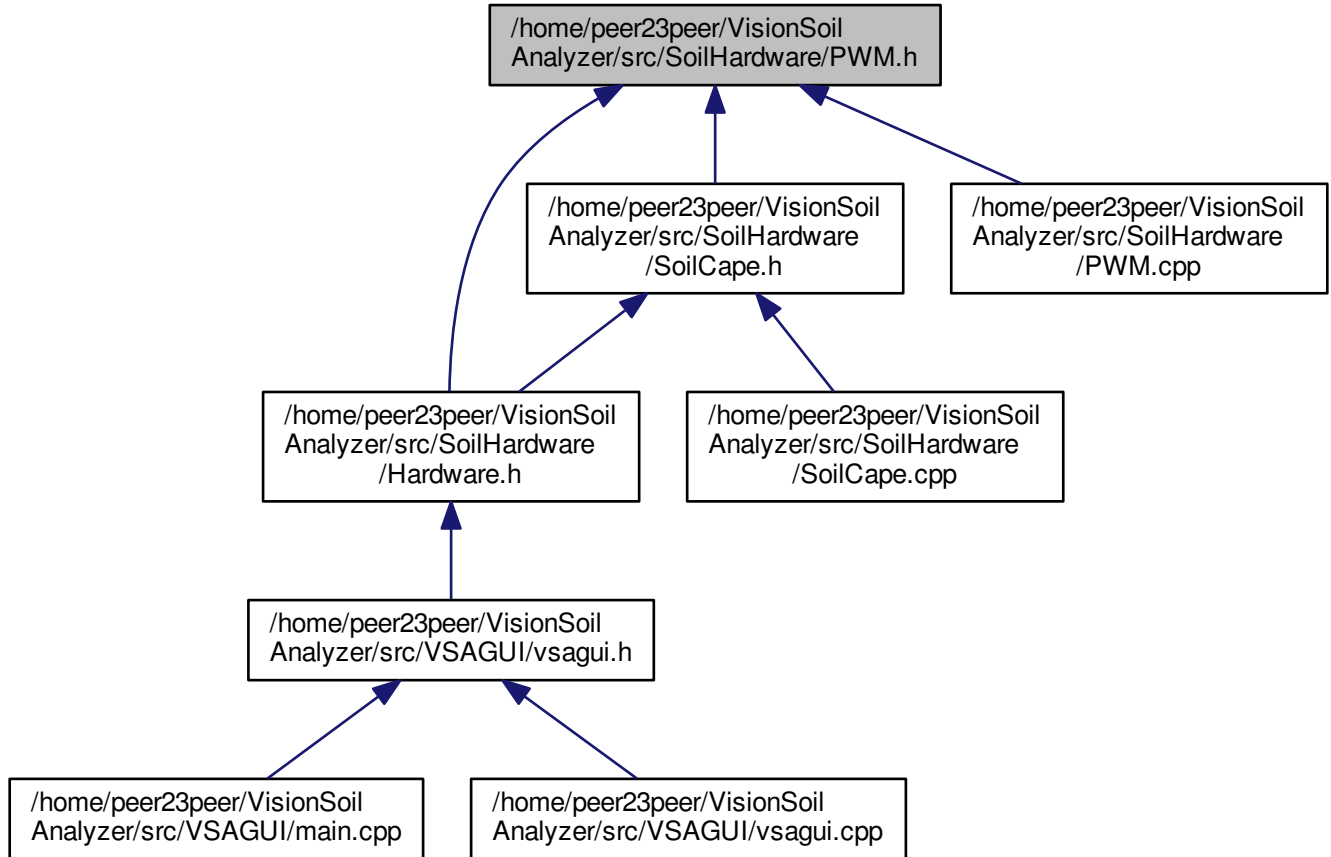 /home/peer23peer/VisionSoil
Analyzer/src/SoilHardware/PWM.h
/home/peer23peer/VisionSoil
Analyzer/src/SoilHardware
/SoilCape.h
/home/peer23peer/VisionSoil
Analyzer/src/SoilHardware
/PWM.cpp
/home/peer23peer/VisionSoil
Analyzer/src/SoilHardware
/Hardware.h
/home/peer23peer/VisionSoil
Analyzer/src/SoilHardware
/SoilCape.cpp
/home/peer23peer/VisionSoil
Analyzer/src/VSAGUI/vsagui.h
/home/peer23peer/VisionSoil
Analyzer/src/VSAGUI/main.cpp
/home/peer23peer/VisionSoil
Analyzer/src/VSAGUI/vsagui.cpp